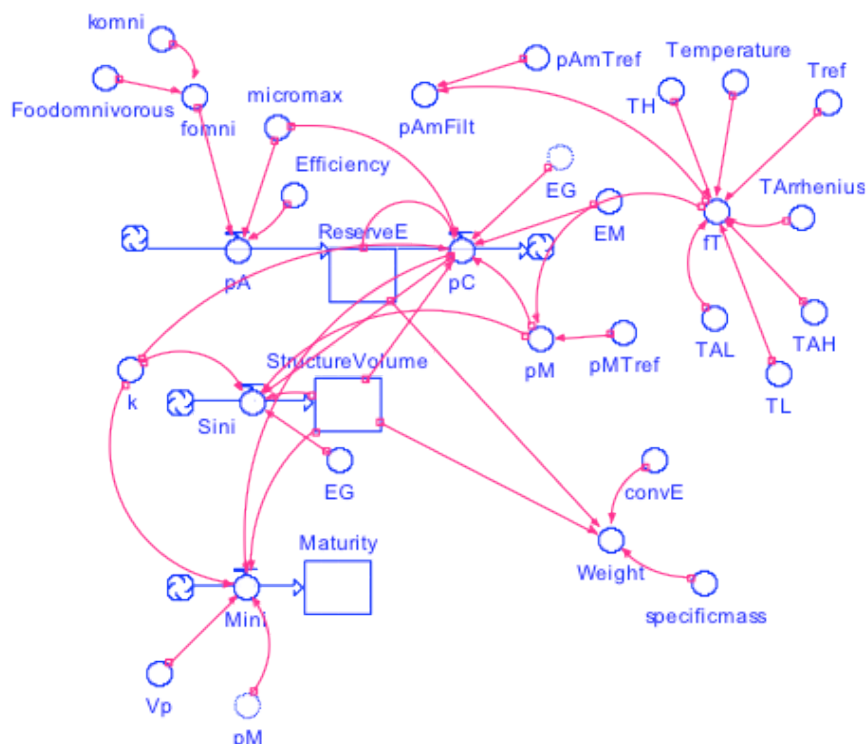 komni
pAmTref
Temperature
Tref
Foodomnivorous
fomni
micromax
pAmFilt
TH
Efficiency
EG
TArrhenius
ReserveE
EM
fT
pA
pC
TAL
TAH
pM
pMTref
StructureVolume
k
Sini
TL
EG
convE
Maturity
Weight
Mini
specificmass
Vp
pM